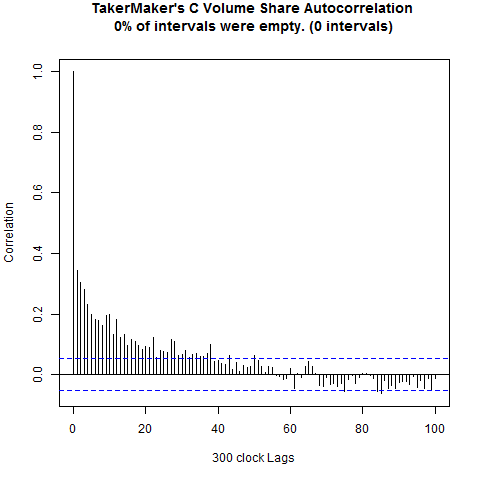 TakerMaker's C Volume Share Autocorrelation
0% of intervals were empty. (0 intervals)
Correlation
1.0
0.8
0.6
0.4
0.2
0.0
0 20 40 60 80 100
300 clock Lags